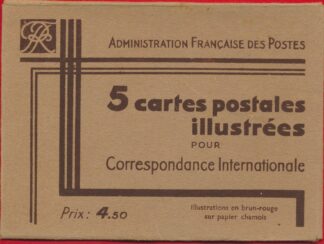 ADMINISTRATION FRANÇAISE DES POSTES
5 cartes postales
illustrées
POUR
Correspondance Internationale
illustrations en brun-rouge
sur papier chamois
Prix: 4.50